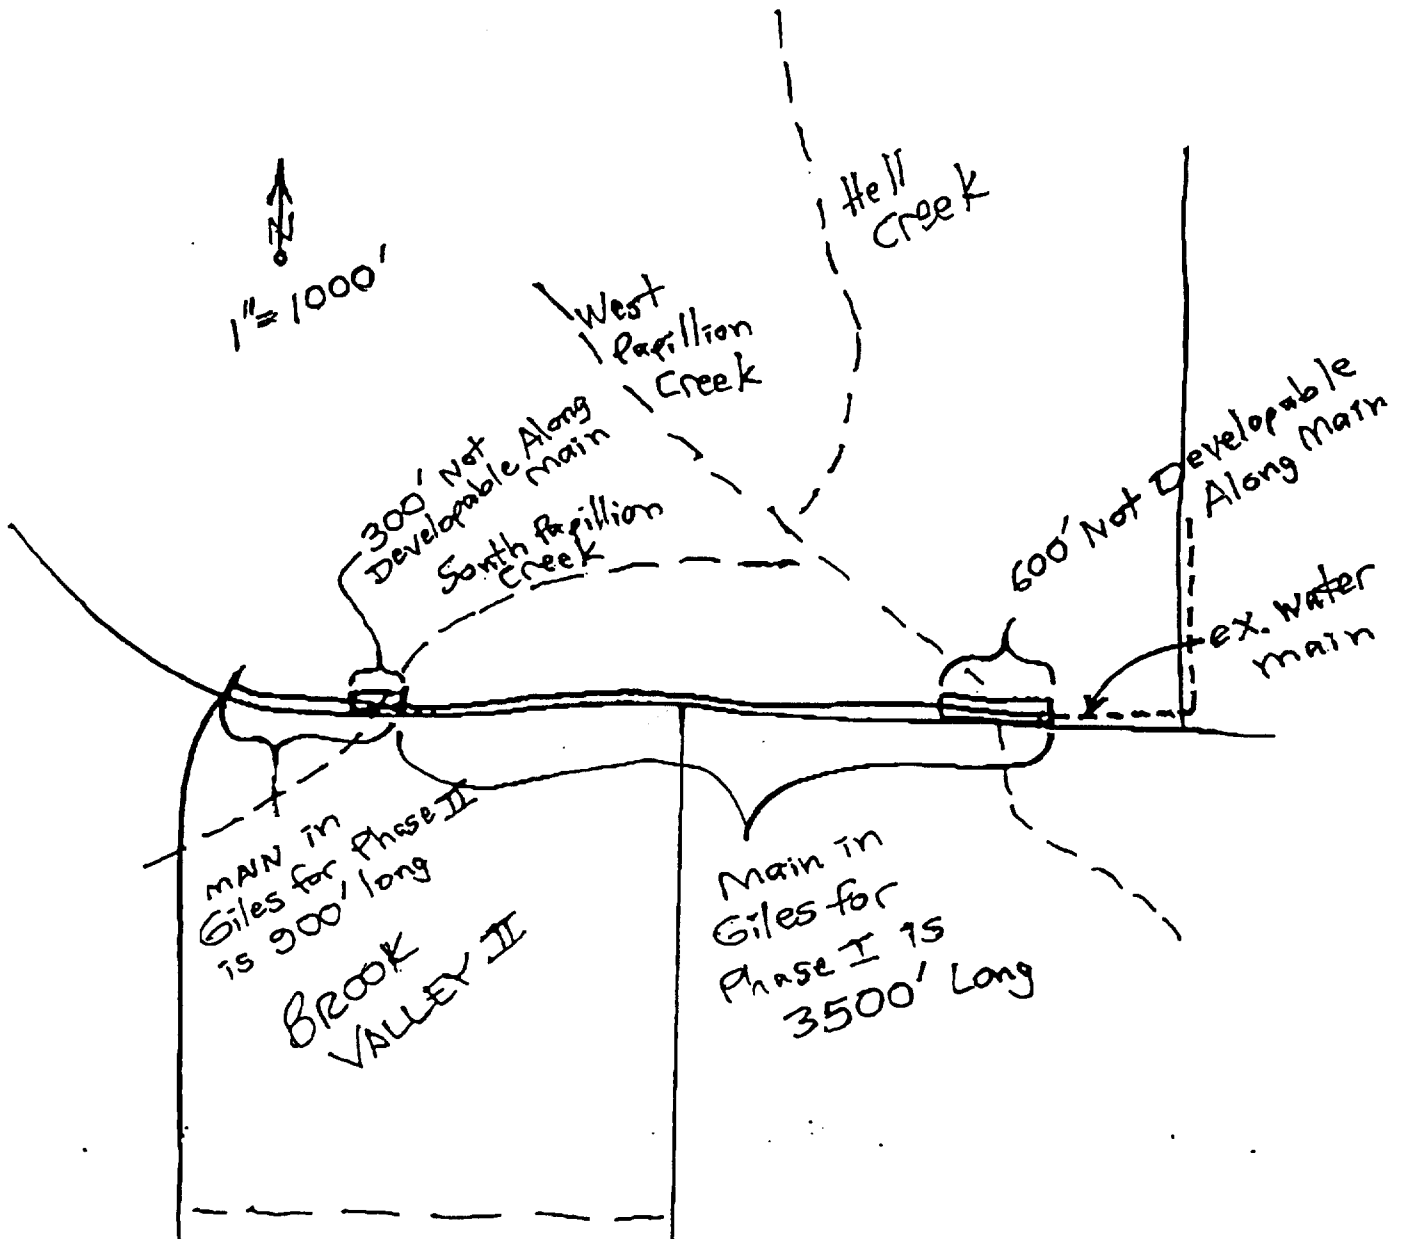 N
1"=1000'
Hell
Creek
West
Papillion
Creek
300' Not
Developable Along
main
South Papillion
Creek
600' Not Developable
Along Main
ex. Water
main
MAIN in
Giles for Phase II
is 900' long
BROOK
VALLEY II
Main in
Giles for
Phase I is
3500' Long